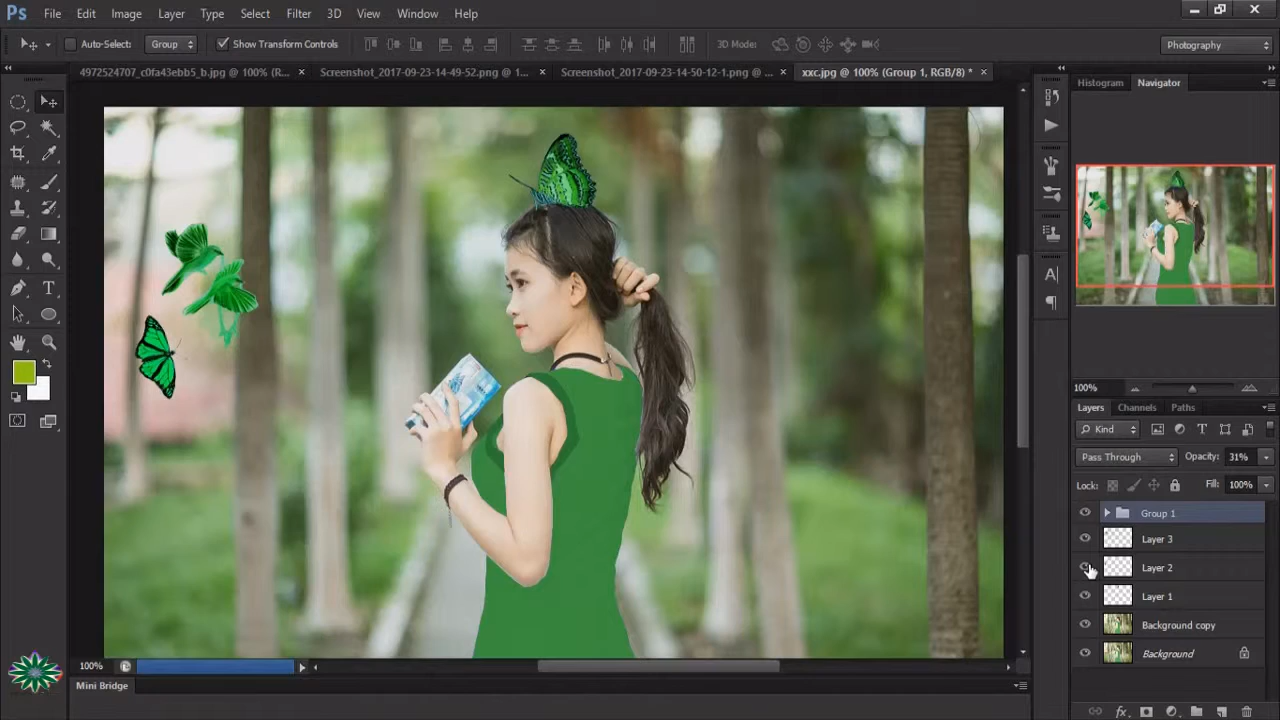 Ps File Edit Image Layer Type Select Filter 3D View Window Help
Auto-Select: Group Show Transform Controls 3D Mode: Photography
4972524707_c0fa43ebb5_b.jpg @ 100% (R... × Screenshot_2017-09-23-14-49-52.png @ 1... × Screenshot_2017-09-23-14-50-12-1.png @ ... × xxc.jpg @ 100% (Group 1, RGB/8) * ×
Histogram Navigator
100%
Layers Channels Paths
Kind
Pass Through Opacity: 31%
Lock: Fill: 100%
Group 1
Layer 3
Layer 2
Layer 1
Background copy
Background
100%
Mini Bridge